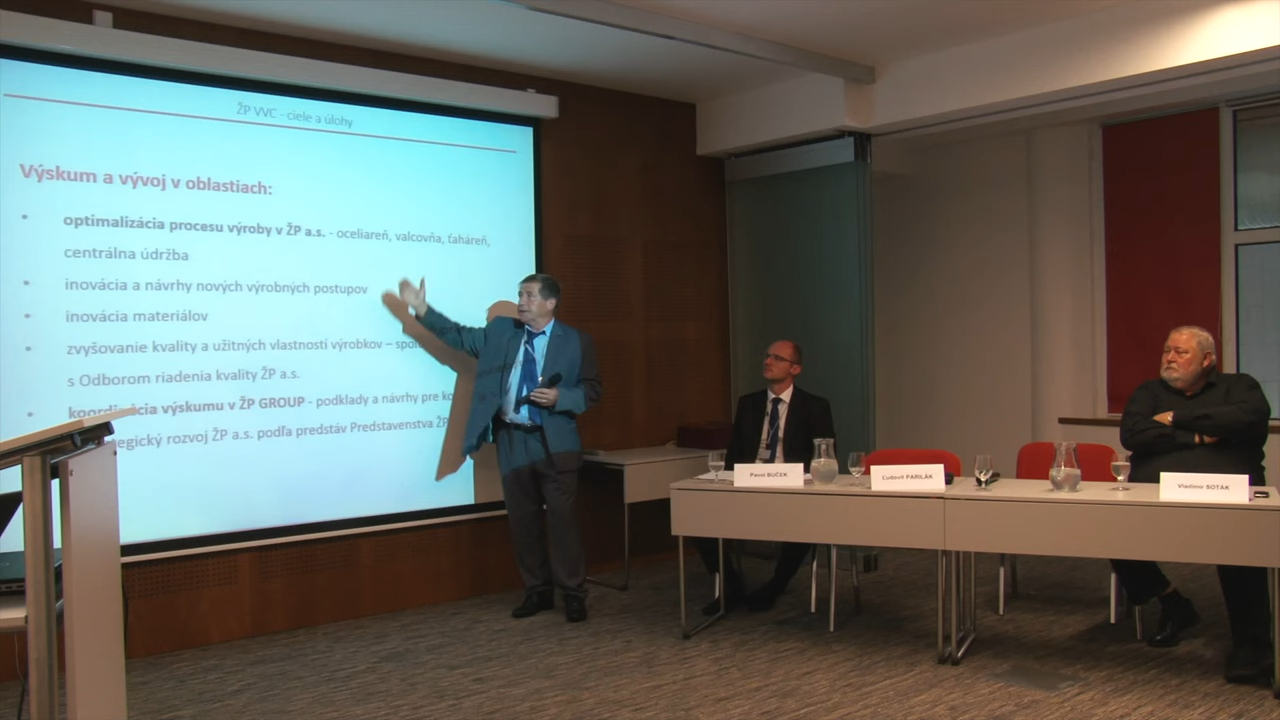 ŽP VVC - ciele a úlohy
Výskum a vývoj v oblastiach:
• optimalizácia procesu výroby v ŽP a.s. - oceliareň, valcovňa, ťaháreň,
centrálna údržba
• inovácia a návrhy nových výrobných postupov
• inovácia materiálov
• zvyšovanie kvality a užitných vlastností výrobkov –
s Odborom riadenia kvality ŽP a.s.
• koordinácia výskumu v ŽP GROUP - podklady a návrhy pre
rozvoj ŽP a.s. podľa predstáv Predstavenstva
Pavol BUČEK
Ľudovít PARILÁK
Vladimír SOTÁK